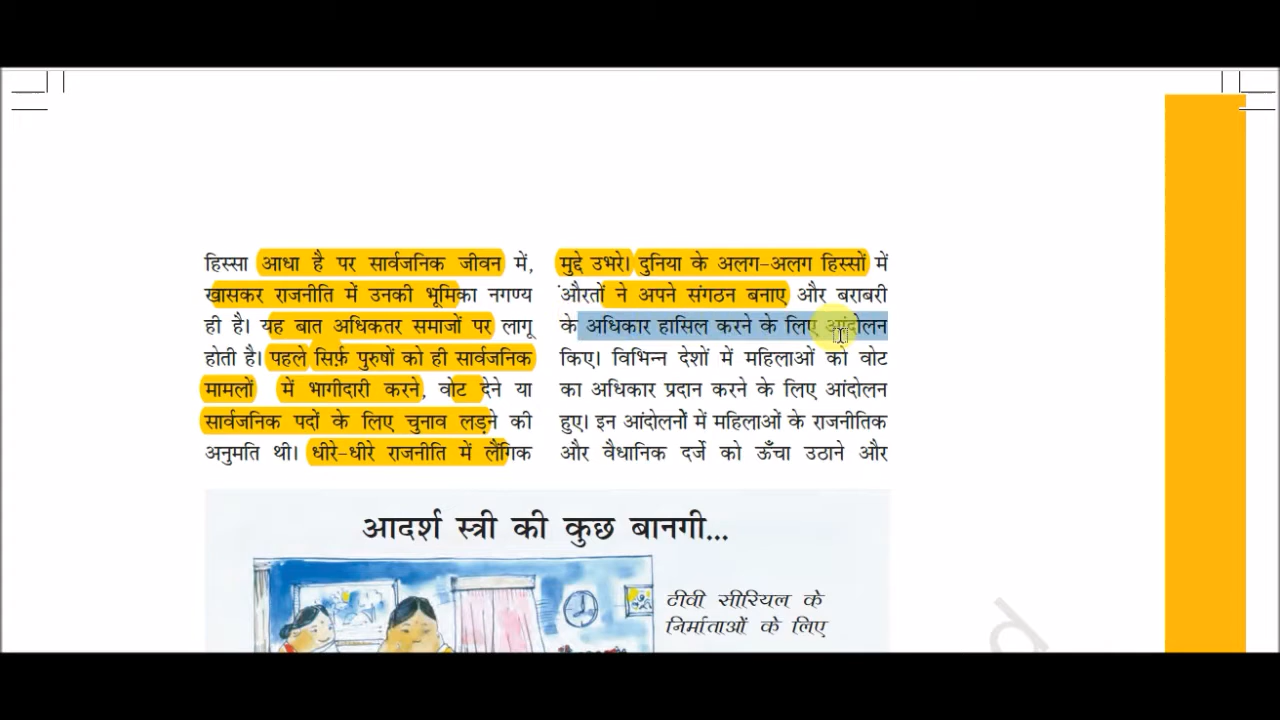 हिस्सा आधा है पर सार्वजनिक जीवन में,
खासकर राजनीति में उनकी भूमिका नगण्य
ही है। यह बात अधिकतर समाजों पर लागू
होती है। पहले सिर्फ़ पुरुषों को ही सार्वजनिक
मामलों में भागीदारी करने, वोट देने या
सार्वजनिक पदों के लिए चुनाव लड़ने की
अनुमति थी। धीरे-धीरे राजनीति में लैंगिक
मुद्दे उभरे। दुनिया के अलग-अलग हिस्सों में
औरतों ने अपने संगठन बनाए और बराबरी
के अधिकार हासिल करने के लिए आंदोलन
किए। विभिन्न देशों में महिलाओं को वोट
का अधिकार प्रदान करने के लिए आंदोलन
हुए। इन आंदोलनों में महिलाओं के राजनीतिक
और वैधानिक दर्जे को ऊँचा उठाने और
आदर्श स्त्री की कुछ बानगी...
टीवी सीरियल के
निर्माताओं के लिए
d